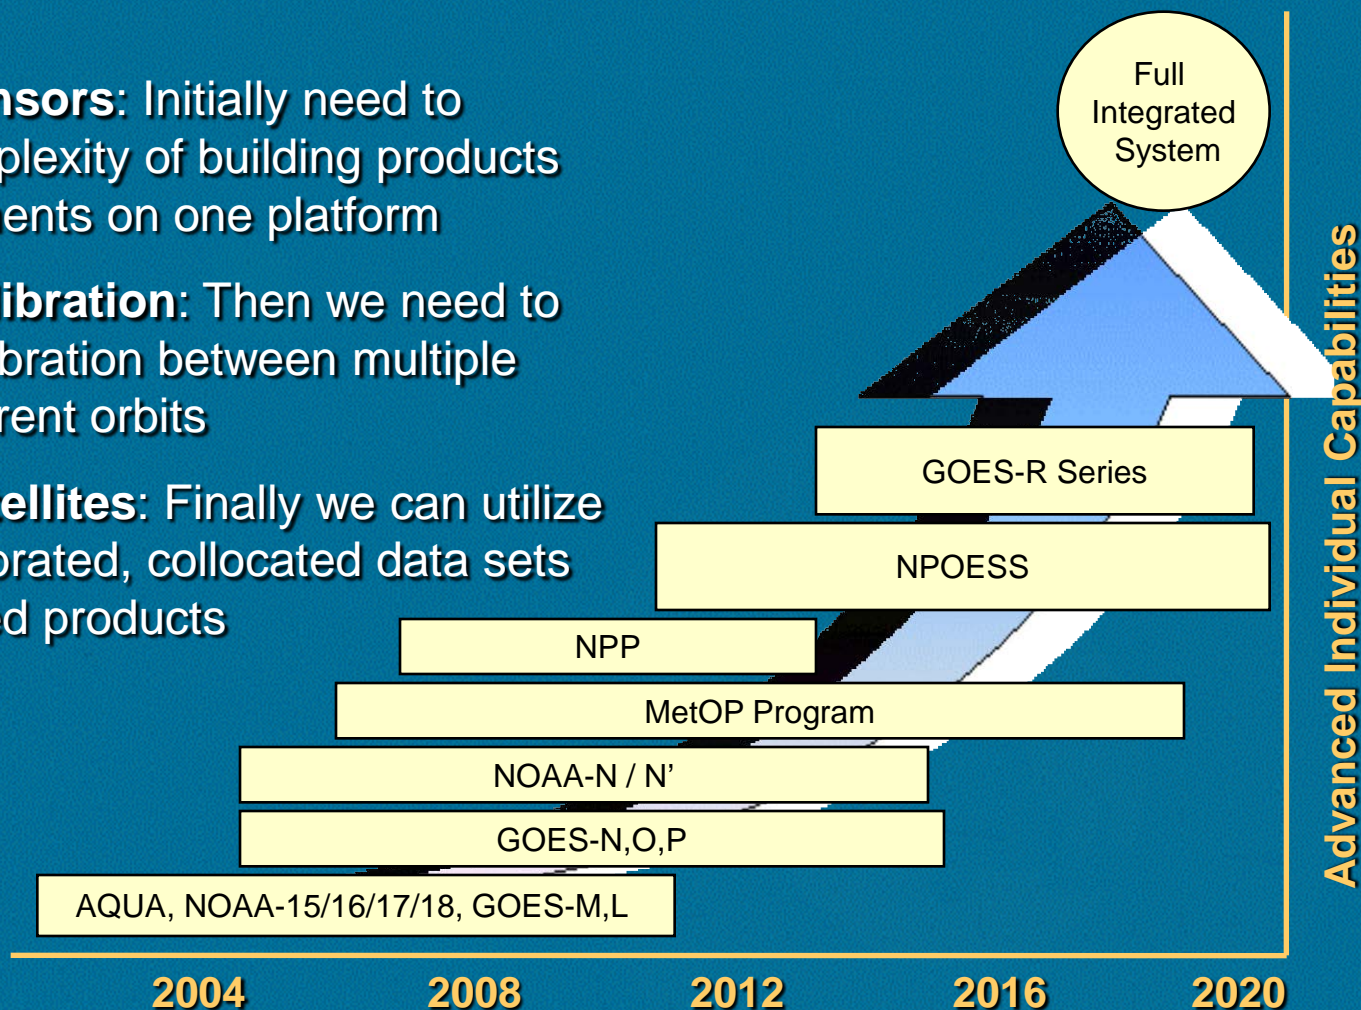 nsors: Initially need to
plexity of building products
ents on one platform
ibration: Then we need to
bration between multiple
rent orbits
ellites: Finally we can utilize
orated, collocated data sets
ed products
Full
Integrated
System
GOES-R Series
NPOESS
NPP
MetOP Program
NOAA-N / N’
GOES-N,O,P
AQUA, NOAA-15/16/17/18, GOES-M,L
2004 2008 2012 2016 2020
Advanced Individual Capabilities